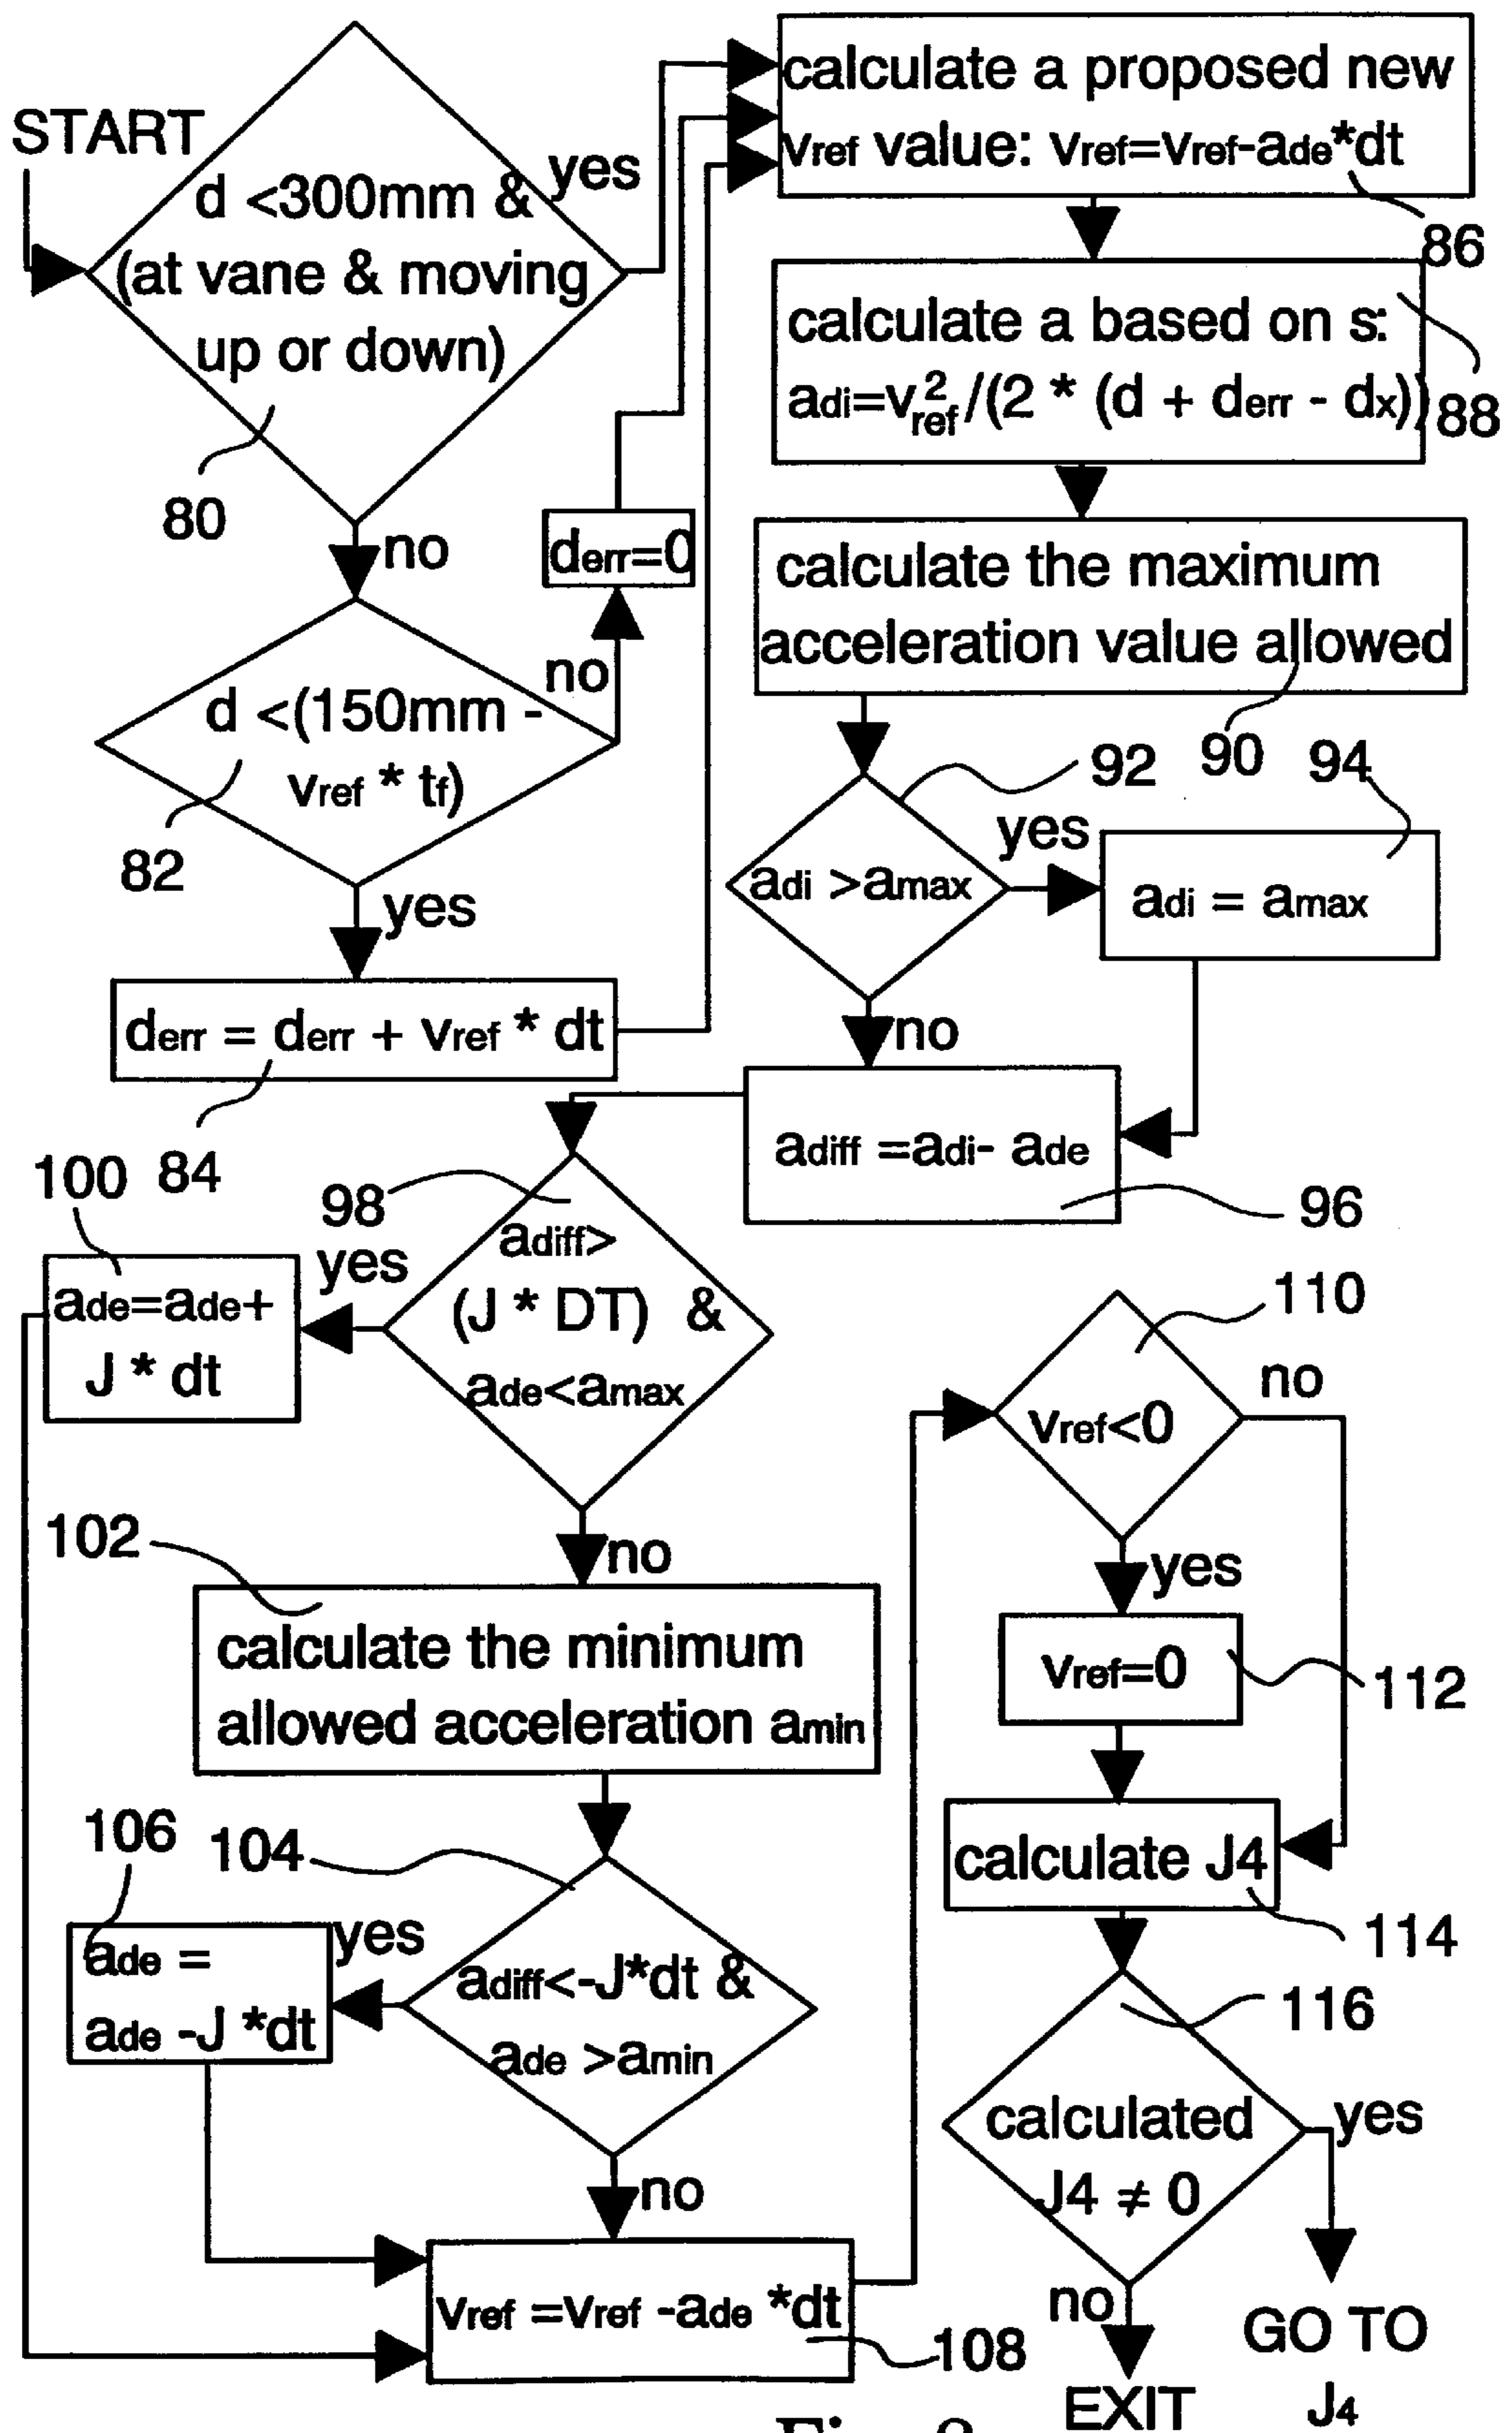 START
d <300mm &
(at vane & moving
up or down)
yes
80
no
d <(150mm -
vref * tf)
no
82
derr=0
yes
derr = derr + vref * dt
84
calculate a proposed new
vref value: vref=vref-ade*dt
86
calculate a based on s:
adi=v²ref/(2 * (d + derr - dx))
88
calculate the maximum
acceleration value allowed
90
92
94
adi >amax
yes
adi = amax
no
adiff =adi- ade
96
98
adiff>
(J * DT) &
ade<amax
yes
100
ade=ade+
J * dt
no
102
calculate the minimum
allowed acceleration amin
104
adiff<-J*dt &
ade >amin
yes
106
ade =
ade -J *dt
no
vref =vref -ade *dt
108
110
vref<0
no
yes
vref=0
112
calculate J4
114
116
calculated
J4 ≠ 0
yes
GO TO
J4
no
EXIT